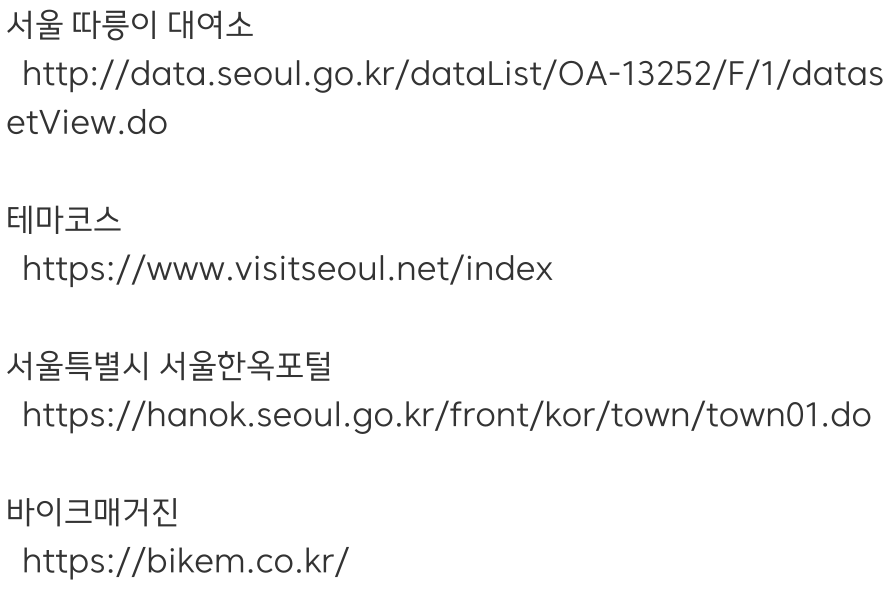 서울 따릉이 대여소
http://data.seoul.go.kr/dataList/OA-13252/F/1/datas
etView.do
테마코스
https://www.visitseoul.net/index
서울특별시 서울한옥포털
https://hanok.seoul.go.kr/front/kor/town/town01.do
바이크매거진
https://bikem.co.kr/